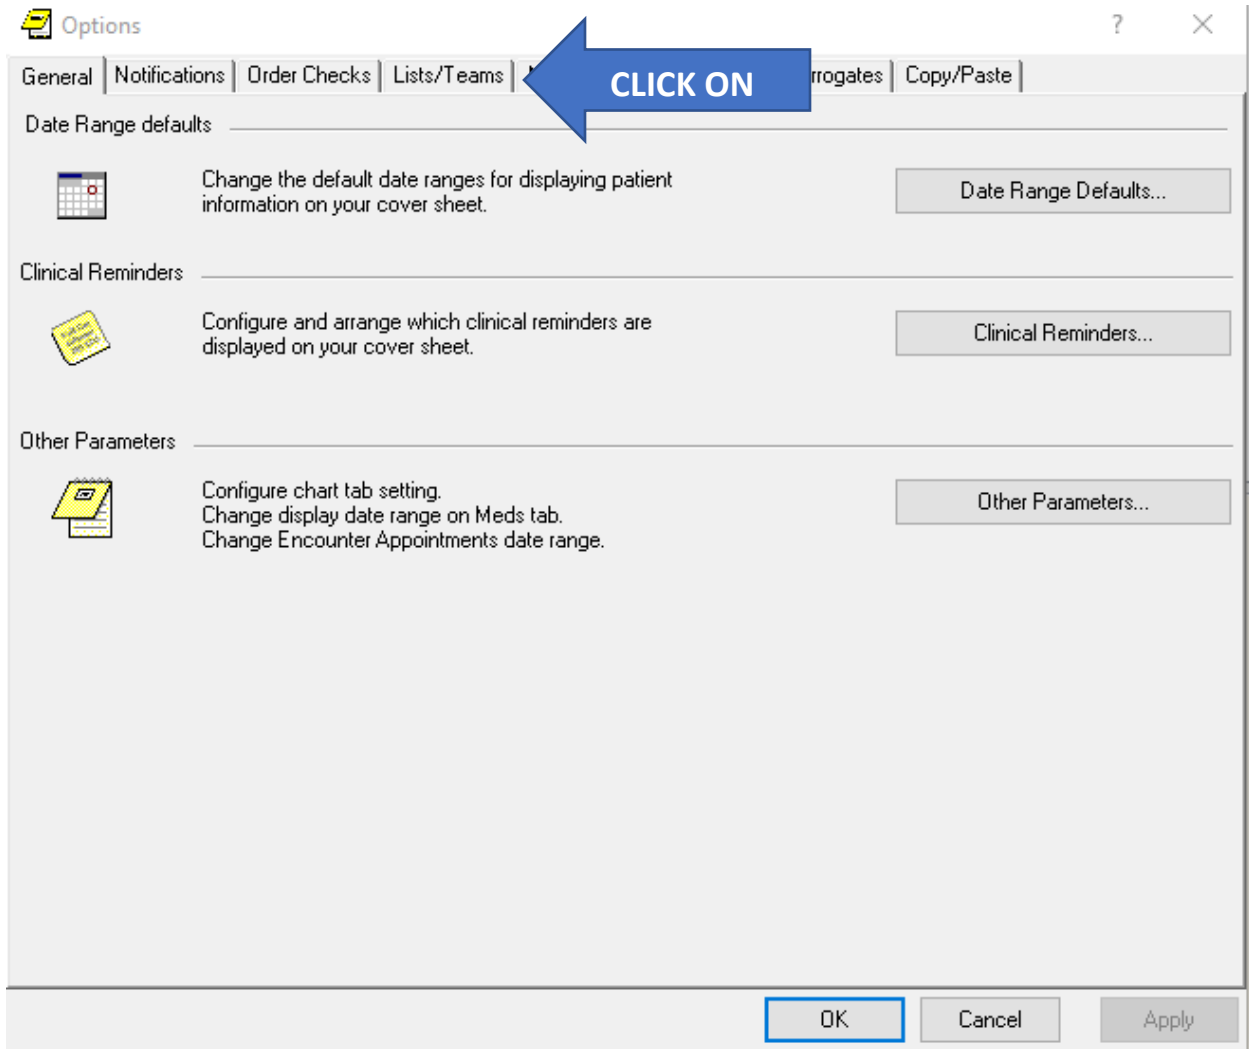 Options
General Notifications Order Checks Lists/Teams CLICK ON rrogates Copy/Paste
Date Range defaults
Change the default date ranges for displaying patient
information on your cover sheet.
Date Range Defaults...
Clinical Reminders
Configure and arrange which clinical reminders are
displayed on your cover sheet.
Clinical Reminders...
Other Parameters
Configure chart tab setting.
Change display date range on Meds tab.
Change Encounter Appointments date range.
Other Parameters...
OK Cancel Apply